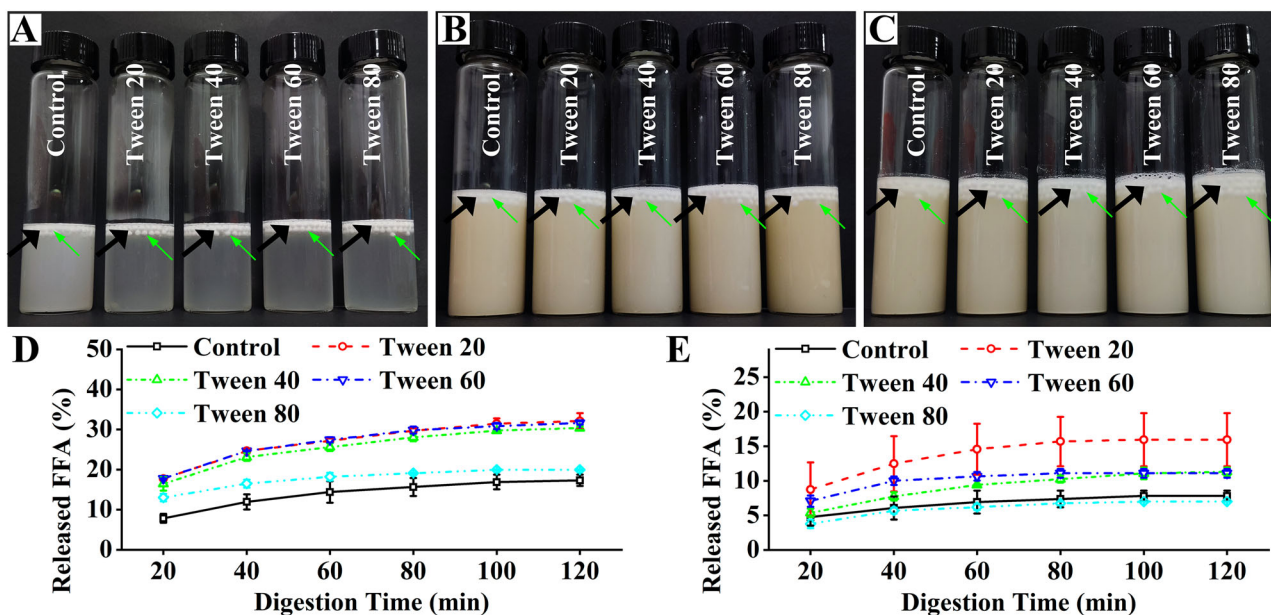 A
Control
Tween 20
Tween 40
Tween 60
Tween 80
B
Control
Tween 20
Tween 40
Tween 60
Tween 80
C
Control
Tween 20
Tween 40
Tween 60
Tween 80
D
50
40
30
20
10
0
Released FFA (%)
Control
Tween 20
Tween 40
Tween 60
Tween 80
20 40 60 80 100 120
Digestion Time (min)
E
25
20
15
10
5
0
Released FFA (%)
Control
Tween 20
Tween 40
Tween 60
Tween 80
20 40 60 80 100 120
Digestion Time (min)